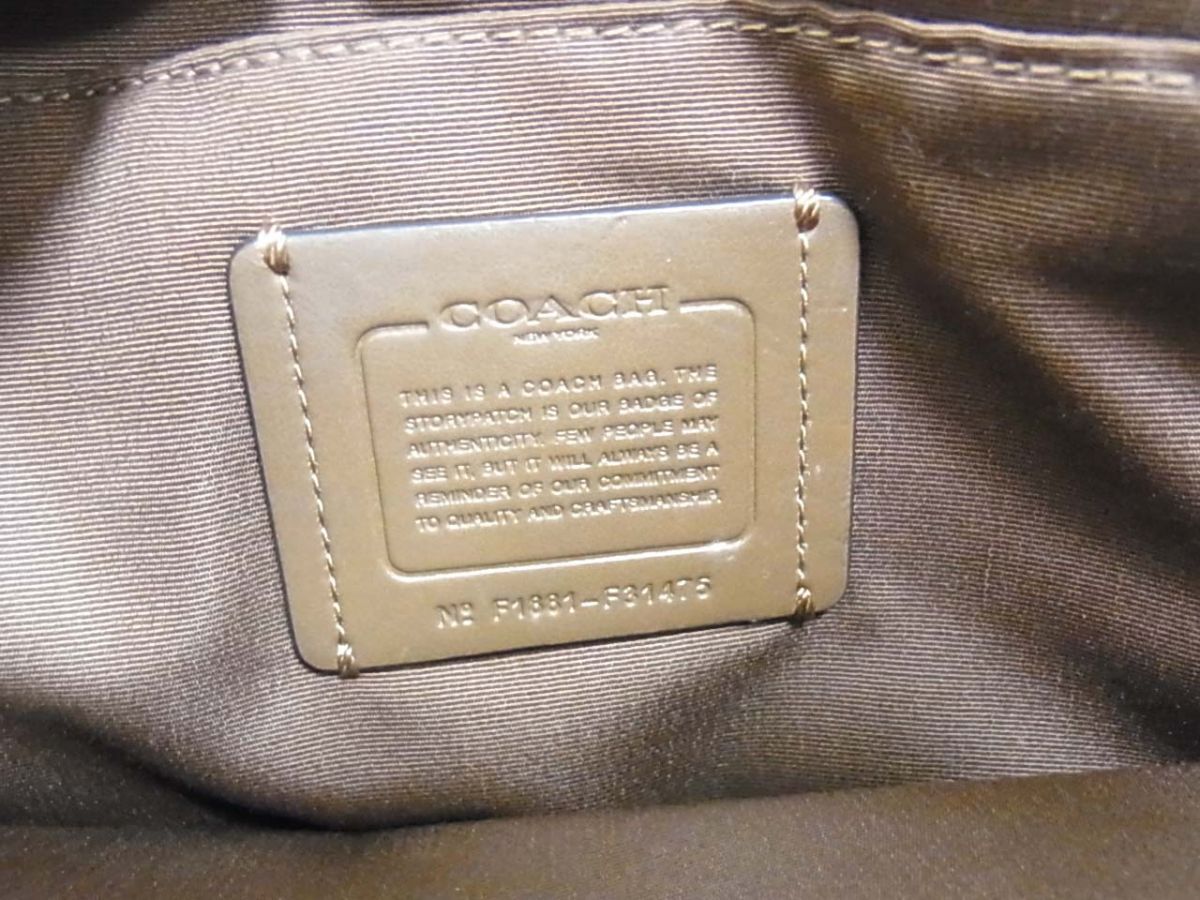 COACH
NEW YORK
THIS IS A COACH BAG. THE
STORYPATCH IS OUR BADGE OF
AUTHENTICITY. FEW PEOPLE MAY
SEE IT, BUT IT WILL ALWAYS BE A
REMINDER OF OUR COMMITMENT
TO QUALITY AND CRAFTSMANSHIP.
Nº F1881-F31475